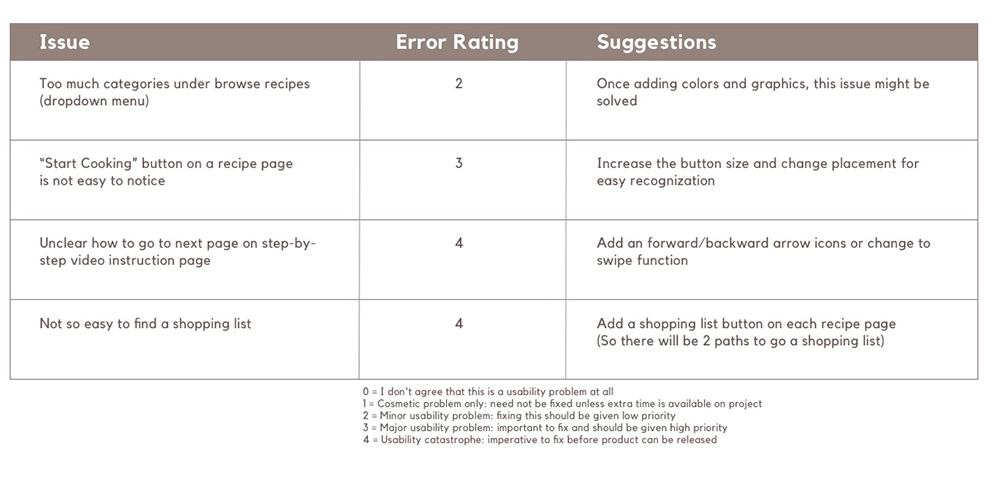 Issue Error Rating Suggestions
Too much categories under browse recipes
(dropdown menu)
2
Once adding colors and graphics, this issue might be
solved
“Start Cooking” button on a recipe page
is not easy to notice
3
Increase the button size and change placement for
easy recognization
Unclear how to go to next page on step-by-
step video instruction page
4
Add an forward/backward arrow icons or change to
swipe function
Not so easy to find a shopping list
4
Add a shopping list button on each recipe page
(So there will be 2 paths to go a shopping list)
0 = I don't agree that this is a usability problem at all
1 = Cosmetic problem only: need not be fixed unless extra time is available on project
2 = Minor usability problem: fixing this should be given low priority
3 = Major usability problem: important to fix and should be given high priority
4 = Usability catastrophe: imperative to fix before product can be released